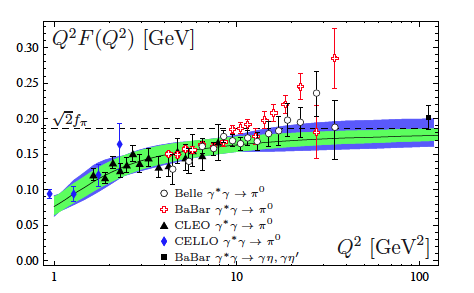 Q²F(Q²) [GeV]
0.30
0.25
0.20
√2fπ
0.15
0.10
0.05
0.00
Belle γ*γ → π⁰
BaBar γ*γ → π⁰
CLEO γ*γ → π⁰
CELLO γ*γ → π⁰
BaBar γ*γ → γη, γη′
Q² [GeV²]
1 10 100